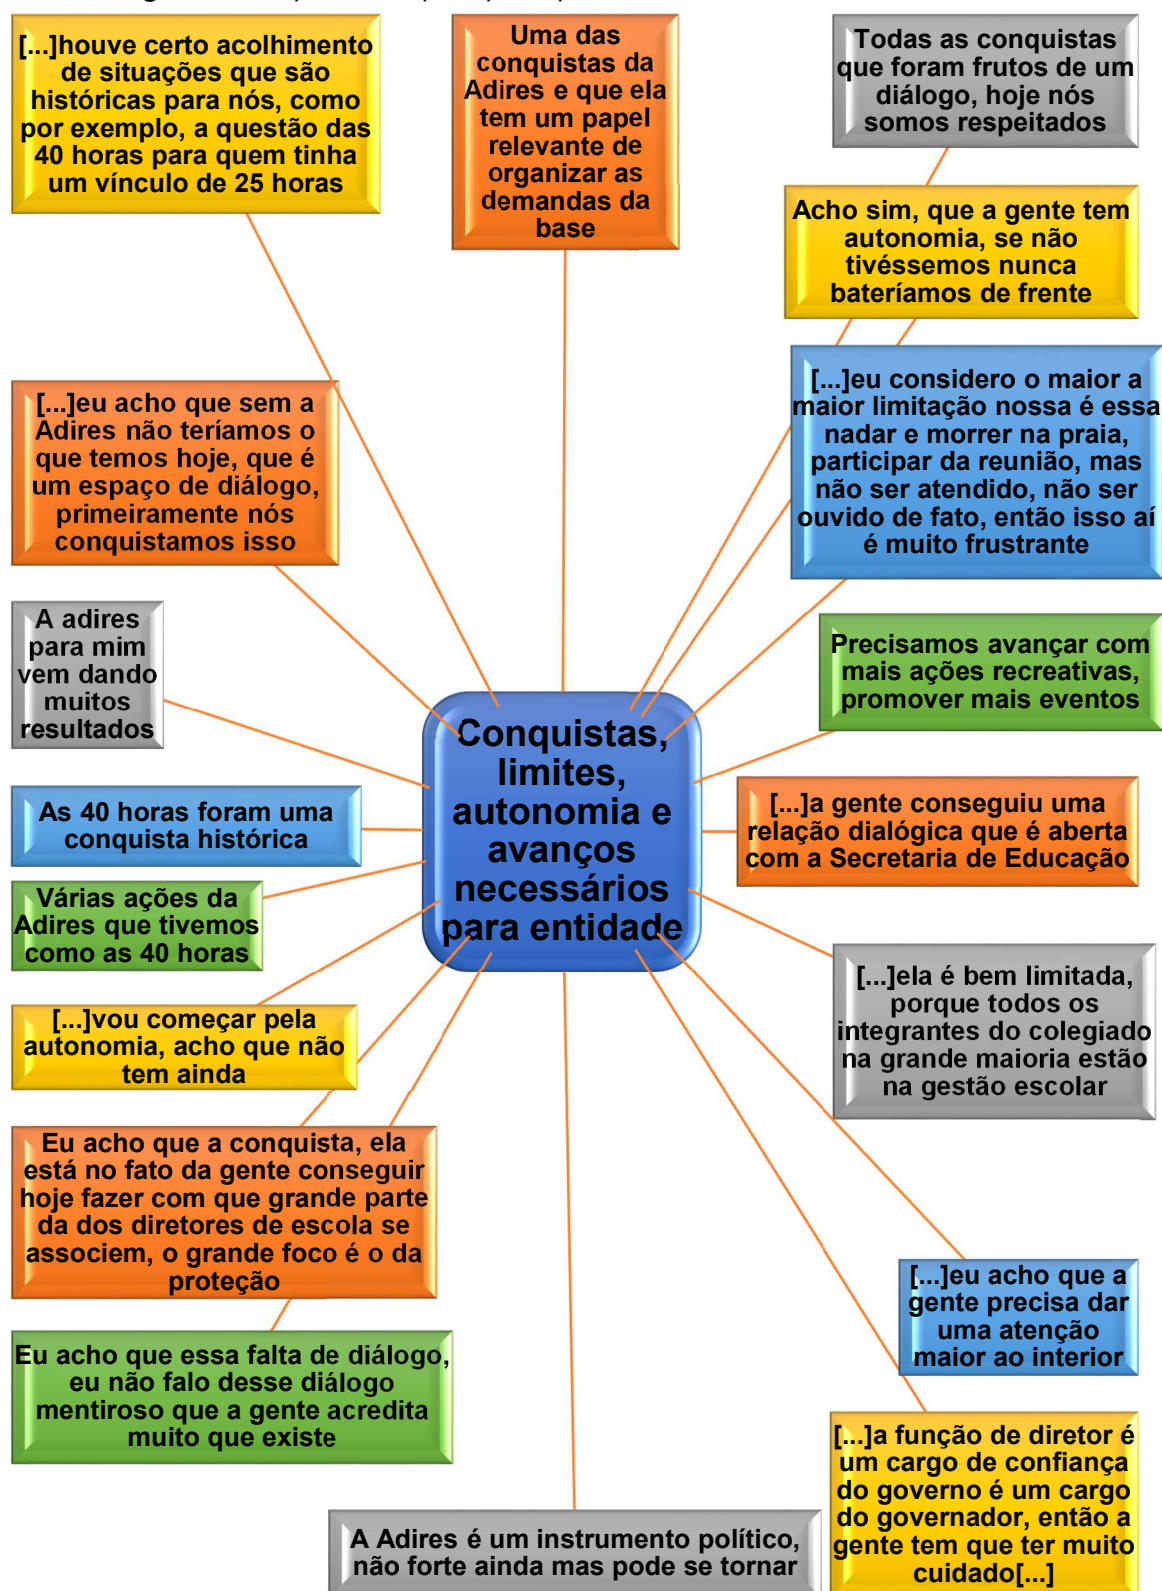 [...]houve certo acolhimento
de situações que são
históricas para nós, como
por exemplo, a questão das
40 horas para quem tinha
um vínculo de 25 horas
Uma das
conquistas da
Adires e que ela
tem um papel
relevante de
organizar as
demandas da
base
Todas as conquistas
que foram frutos de um
diálogo, hoje nós
somos respeitados
Acho sim, que a gente tem
autonomia, se não
tivéssemos nunca
bateríamos de frente
[...]eu considero o maior a
maior limitação nossa é essa
nadar e morrer na praia,
participar da reunião, mas
não ser atendido, não ser
ouvido de fato, então isso aí
é muito frustrante
[...]eu acho que sem a
Adires não teríamos o
que temos hoje, que é
um espaço de diálogo,
primeiramente nós
conquistamos isso
A adires
para mim
vem dando
muitos
resultados
Precisamos avançar com
mais ações recreativas,
promover mais eventos
Conquistas,
limites,
autonomia e
avanços
necessários
para entidade
As 40 horas foram uma
conquista histórica
[...]a gente conseguiu uma
relação dialógica que é aberta
com a Secretaria de Educação
Várias ações da
Adires que tivemos
como as 40 horas
[...]ela é bem limitada,
porque todos os
integrantes do colegiado
na grande maioria estão
na gestão escolar
[...]vou começar pela
autonomia, acho que não
tem ainda
Eu acho que a conquista, ela
está no fato da gente conseguir
hoje fazer com que grande parte
da dos diretores de escola se
associem, o grande foco é o da
proteção
[...]eu acho que a
gente precisa dar
uma atenção
maior ao interior
Eu acho que essa falta de diálogo,
eu não falo desse diálogo
mentiroso que a gente acredita
muito que existe
[...]a função de diretor é
um cargo de confiança
do governo é um cargo
do governador, então a
gente tem que ter muito
cuidado[...]
A Adires é um instrumento político,
não forte ainda mas pode se tornar